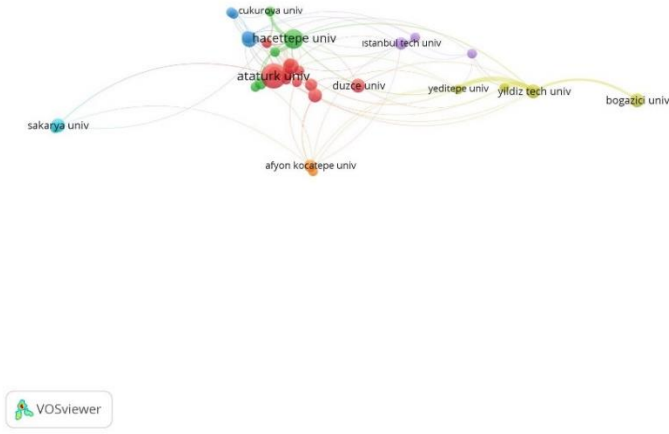 cukurova univ
hacettepe univ
ıstanbul tech univ
ataturk univ
duzce univ
yeditepe univ
yildiz tech univ
bogazici univ
sakarya univ
afyon kocatepe univ
VOSviewer